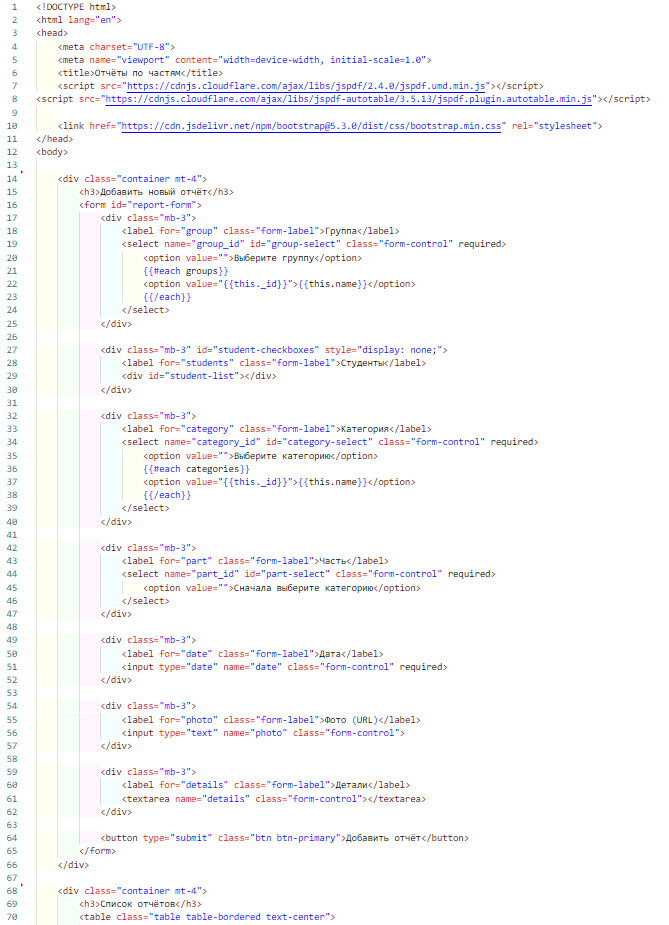 1 <!DOCTYPE html>
2 <html lang="en">
3 <head>
4 <meta charset="UTF-8">
5 <meta name="viewport" content="width=device-width, initial-scale=1.0">
6 <title>Отчёты по частям</title>
7 <script src="https://cdnjs.cloudflare.com/ajax/libs/jspdf/2.4.0/jspdf.umd.min.js"></script>
8 <script src="https://cdnjs.cloudflare.com/ajax/libs/jspdf-autotable/3.5.13/jspdf.plugin.autotable.min.js"></script>
9
10 <link href="https://cdn.jsdelivr.net/npm/bootstrap@5.3.0/dist/css/bootstrap.min.css" rel="stylesheet">
11 </head>
12 <body>
13
14 <div class="container mt-4">
15 <h3>Добавить новый отчёт</h3>
16 <form id="report-form">
17 <div class="mb-3">
18 <label for="group" class="form-label">Группа</label>
19 <select name="group_id" id="group-select" class="form-control" required>
20 <option value="">Выберите группу</option>
21 {{#each groups}}
22 <option value="{{this._id}}">{{this.name}}</option>
23 {{/each}}
24 </select>
25 </div>
26
27 <div class="mb-3" id="student-checkboxes" style="display: none;">
28 <label for="students" class="form-label">Студенты</label>
29 <div id="student-list"></div>
30 </div>
31
32 <div class="mb-3">
33 <label for="category" class="form-label">Категория</label>
34 <select name="category_id" id="category-select" class="form-control" required>
35 <option value="">Выберите категорию</option>
36 {{#each categories}}
37 <option value="{{this._id}}">{{this.name}}</option>
38 {{/each}}
39 </select>
40 </div>
41
42 <div class="mb-3">
43 <label for="part" class="form-label">Часть</label>
44 <select name="part_id" id="part-select" class="form-control" required>
45 <option value="">Сначала выберите категорию</option>
46 </select>
47 </div>
48
49 <div class="mb-3">
50 <label for="date" class="form-label">Дата</label>
51 <input type="date" name="date" class="form-control" required>
52 </div>
53
54 <div class="mb-3">
55 <label for="photo" class="form-label">Фото (URL)</label>
56 <input type="text" name="photo" class="form-control">
57 </div>
58
59 <div class="mb-3">
60 <label for="details" class="form-label">Детали</label>
61 <textarea name="details" class="form-control"></textarea>
62 </div>
63
64 <button type="submit" class="btn btn-primary">Добавить отчёт</button>
65 </form>
66 </div>
67
68 <div class="container mt-4">
69 <h3>Список отчётов</h3>
70 <table class="table table-bordered text-center">